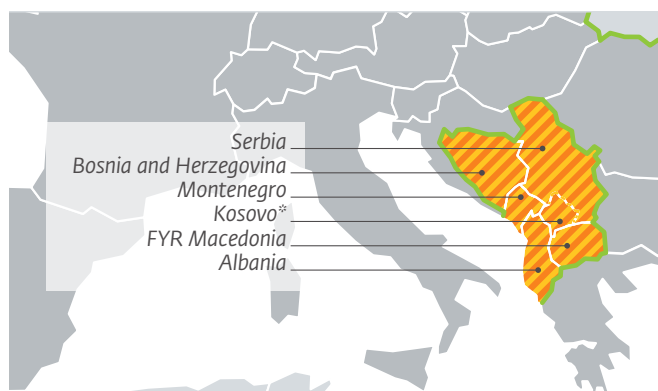 Serbia
Bosnia and Herzegovina
Montenegro
Kosovo*
FYR Macedonia
Albania